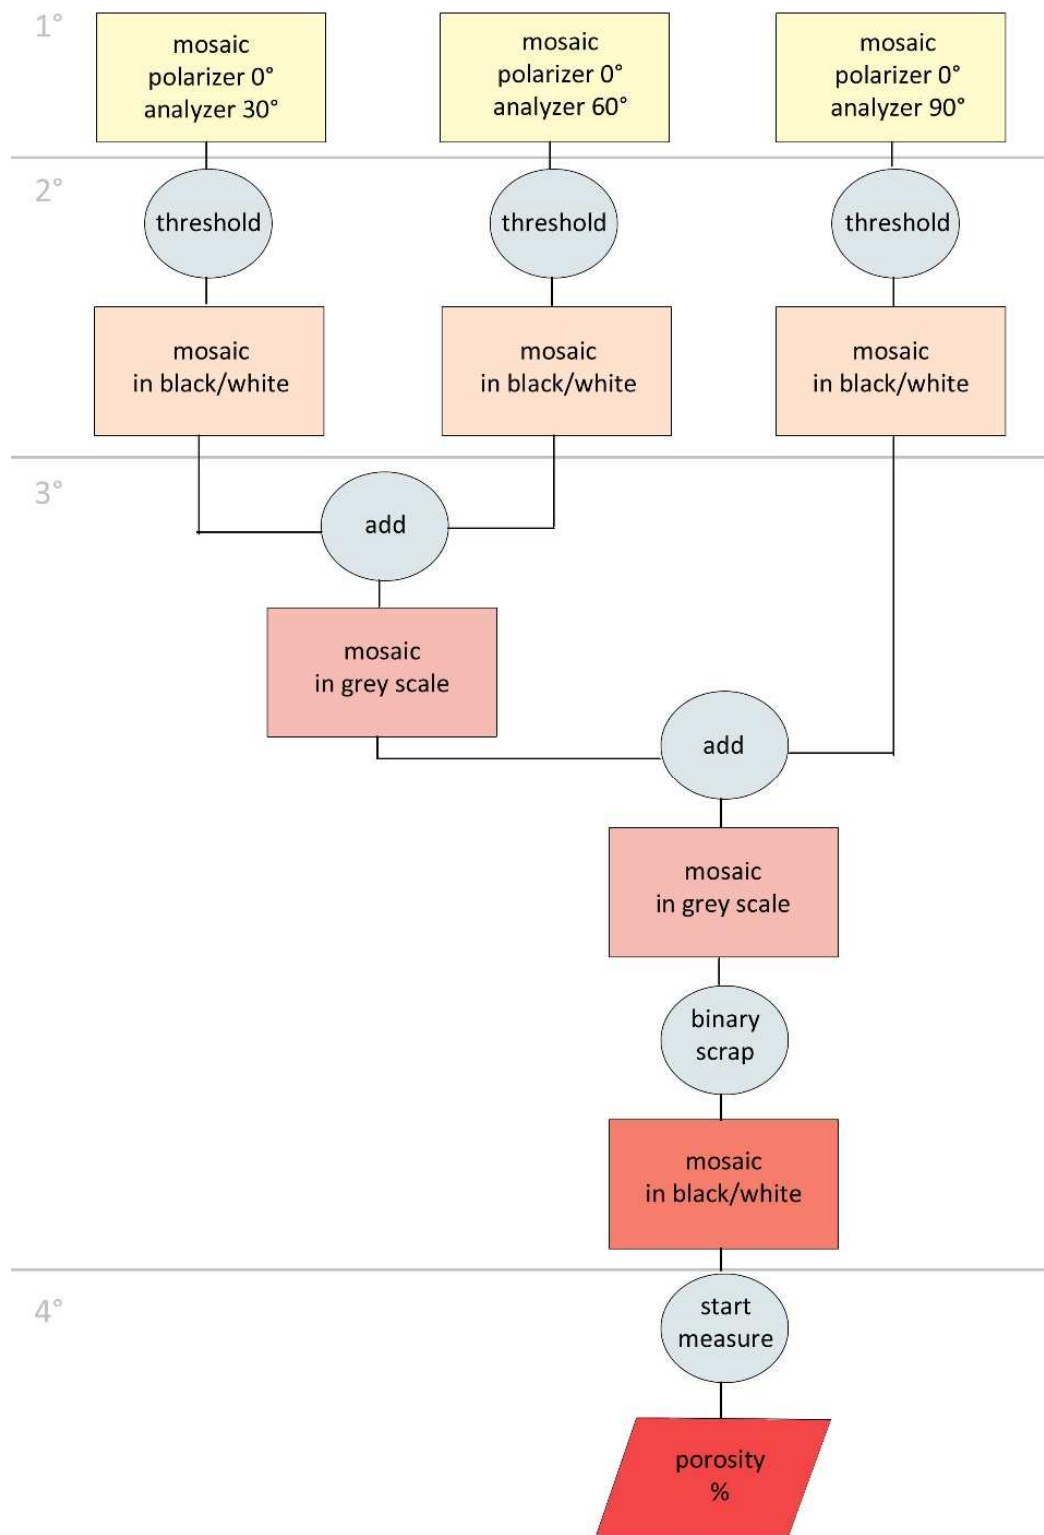 1°
mosaic
polarizer 0°
analyzer 30°
mosaic
polarizer 0°
analyzer 60°
mosaic
polarizer 0°
analyzer 90°
2°
threshold
threshold
threshold
mosaic
in black/white
mosaic
in black/white
mosaic
in black/white
3°
add
mosaic
in grey scale
add
mosaic
in grey scale
binary
scrap
mosaic
in black/white
4°
start
measure
porosity
%